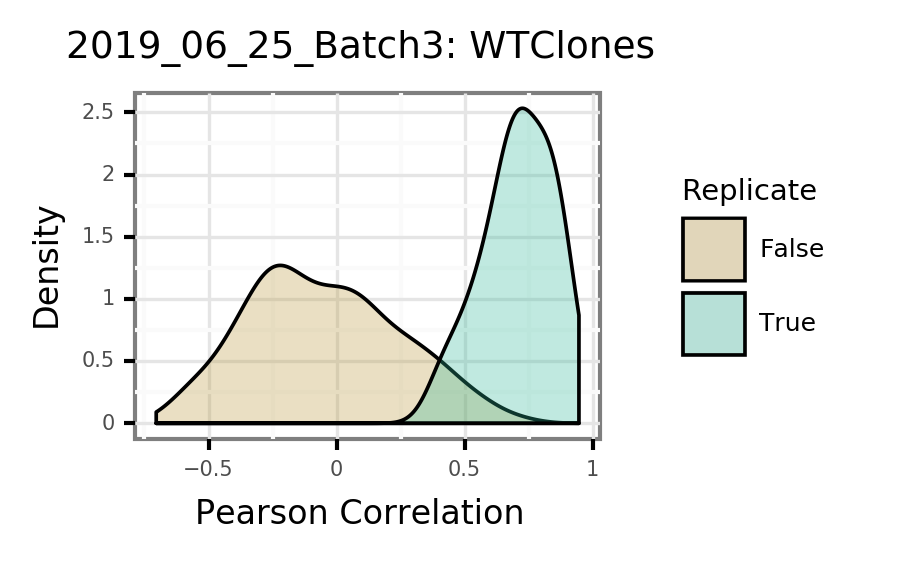 2019_06_25_Batch3: WTClones
2.5
2
1.5
1
0.5
0
Density
−0.5
0
0.5
1
Pearson Correlation
Replicate
False
True